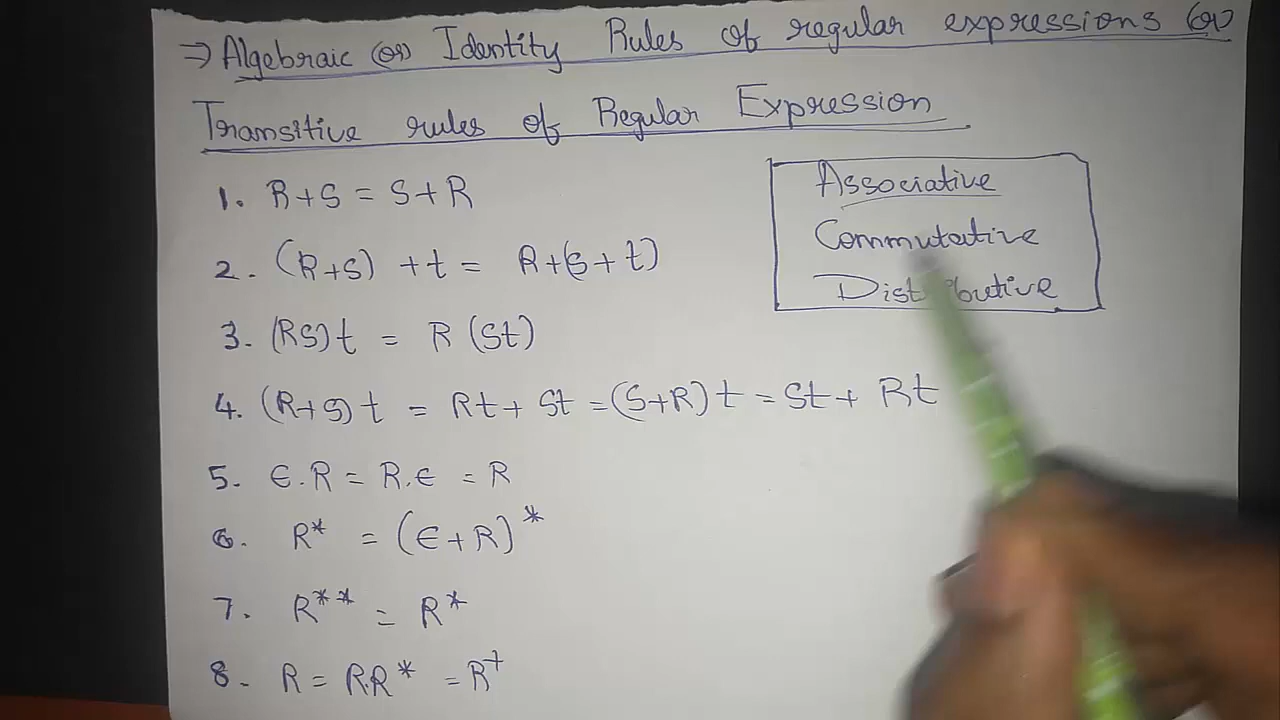 → Algebraic (or) Identity Rules of regular expressions (or)
Transitive rules of Regular Expression
1. R+S = S+R
2. (R+S) +t = R+(S+t)
3. (RS)t = R (St)
4. (R+S)t = Rt + St = (S+R)t = St + Rt
5. ∈.R = R.∈ = R
6. R* = (∈+R)*
7. R** = R*
8. R = R.R* = R⁺
Associative
Commutative
Distributive